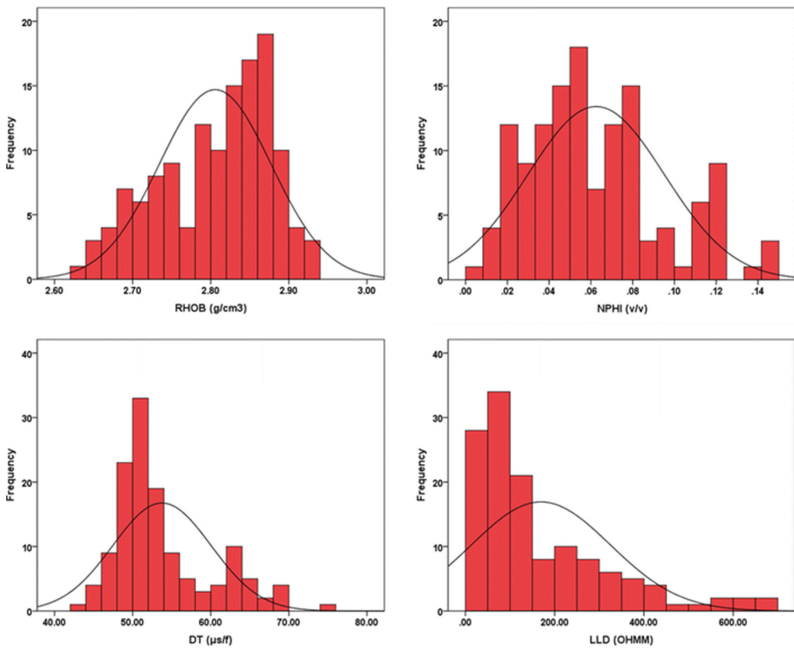 20
15
10
5
0
Frequency
2.60 2.70 2.80 2.90 3.00
RHOB (g/cm3)
20
15
10
5
0
Frequency
.00 .02 .04 .06 .08 .10 .12 .14
NPHI (v/v)
40
30
20
10
0
Frequency
40.00 50.00 60.00 70.00 80.00
DT (μs/f)
40
30
20
10
0
Frequency
.00 200.00 400.00 600.00
LLD (OHMM)